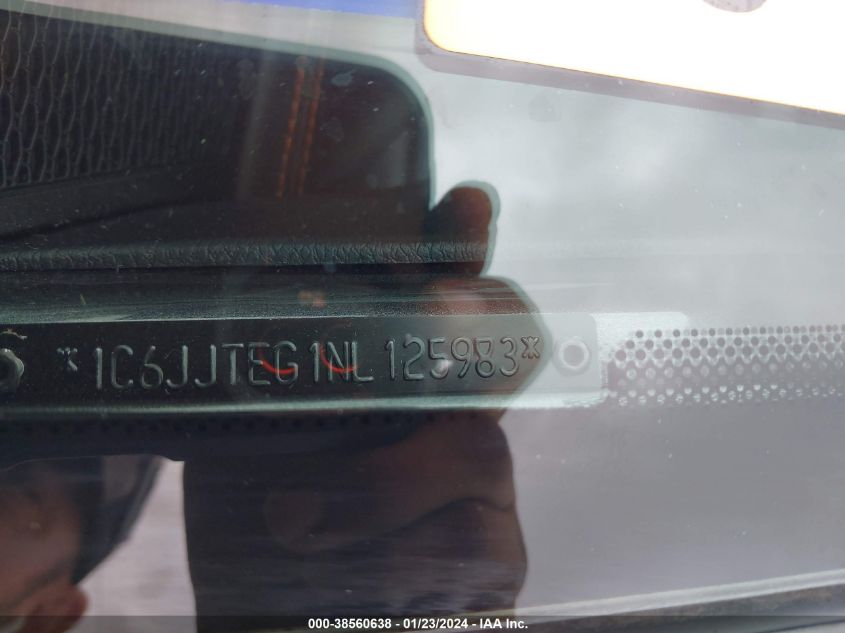 *1C6JJTEG1NL125983*
000-38560638 - 01/23/2024 - IAA Inc.